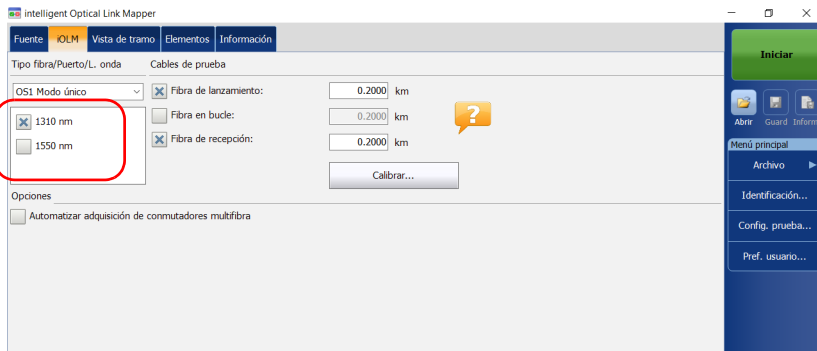 intelligent Optical Link Mapper
Fuente iOLM Vista de tramo Elementos Información
Tipo fibra/Puerto/L. onda Cables de prueba
OS1 Modo único Fibra de lanzamiento: 0.2000 km
1310 nm Fibra en bucle: 0.2000 km
1550 nm Fibra de recepción: 0.2000 km
?
Calibrar...
Opciones
Automatizar adquisición de conmutadores multifibra
Iniciar
Abrir Guard Inform
Menú principal
Archivo
Identificación...
Config. prueba...
Pref. usuario...